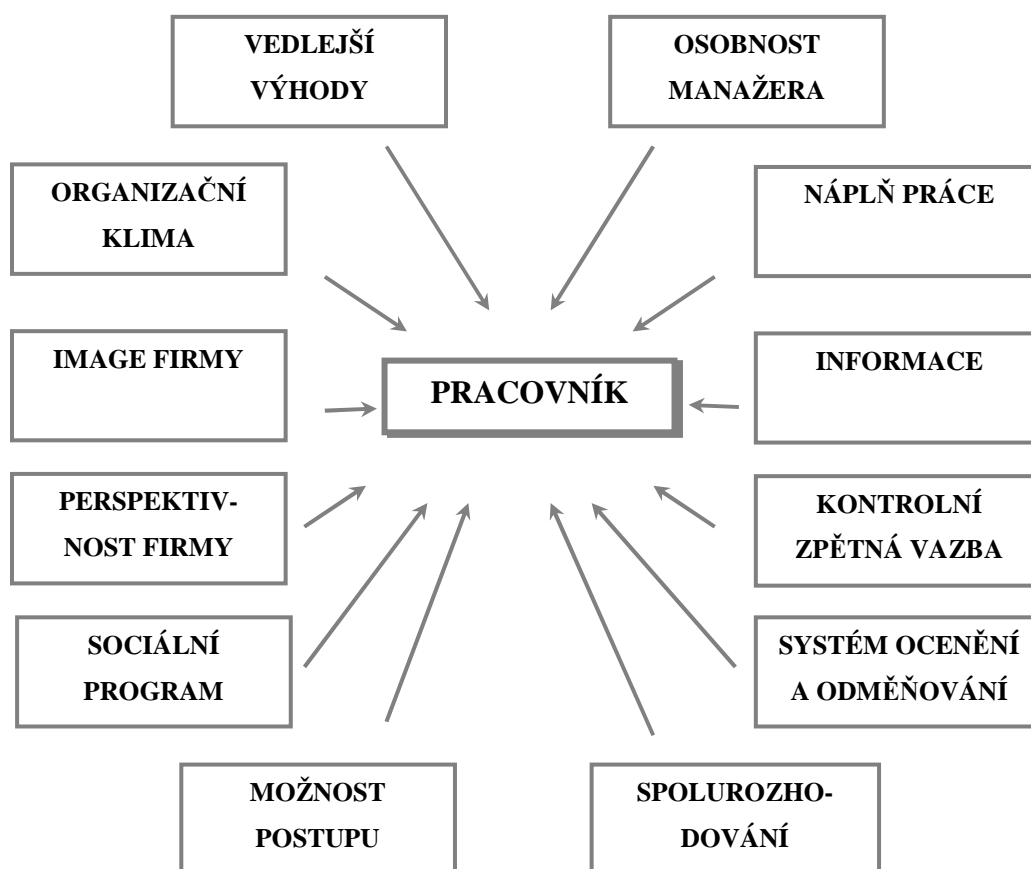 VEDLEJŠÍ
VÝHODY
OSOBNOST
MANAŽERA
ORGANIZAČNÍ
KLIMA
NÁPLŇ PRÁCE
IMAGE FIRMY
PRACOVNÍK
INFORMACE
PERSPEKTIV-
NOST FIRMY
KONTROLNÍ
ZPĚTNÁ VAZBA
SOCIÁLNÍ
PROGRAM
SYSTÉM OCENĚNÍ
A ODMĚŇOVÁNÍ
MOŽNOST
POSTUPU
SPOLUROZHO-
DOVÁNÍ